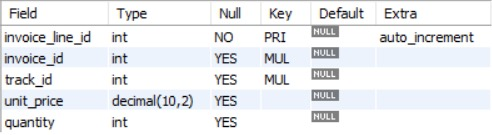 Field Type Null Key Default Extra
invoice_line_id int NO PRI NULL auto_increment
invoice_id int YES MUL NULL
track_id int YES MUL NULL
unit_price decimal(10,2) YES NULL
quantity int YES NULL